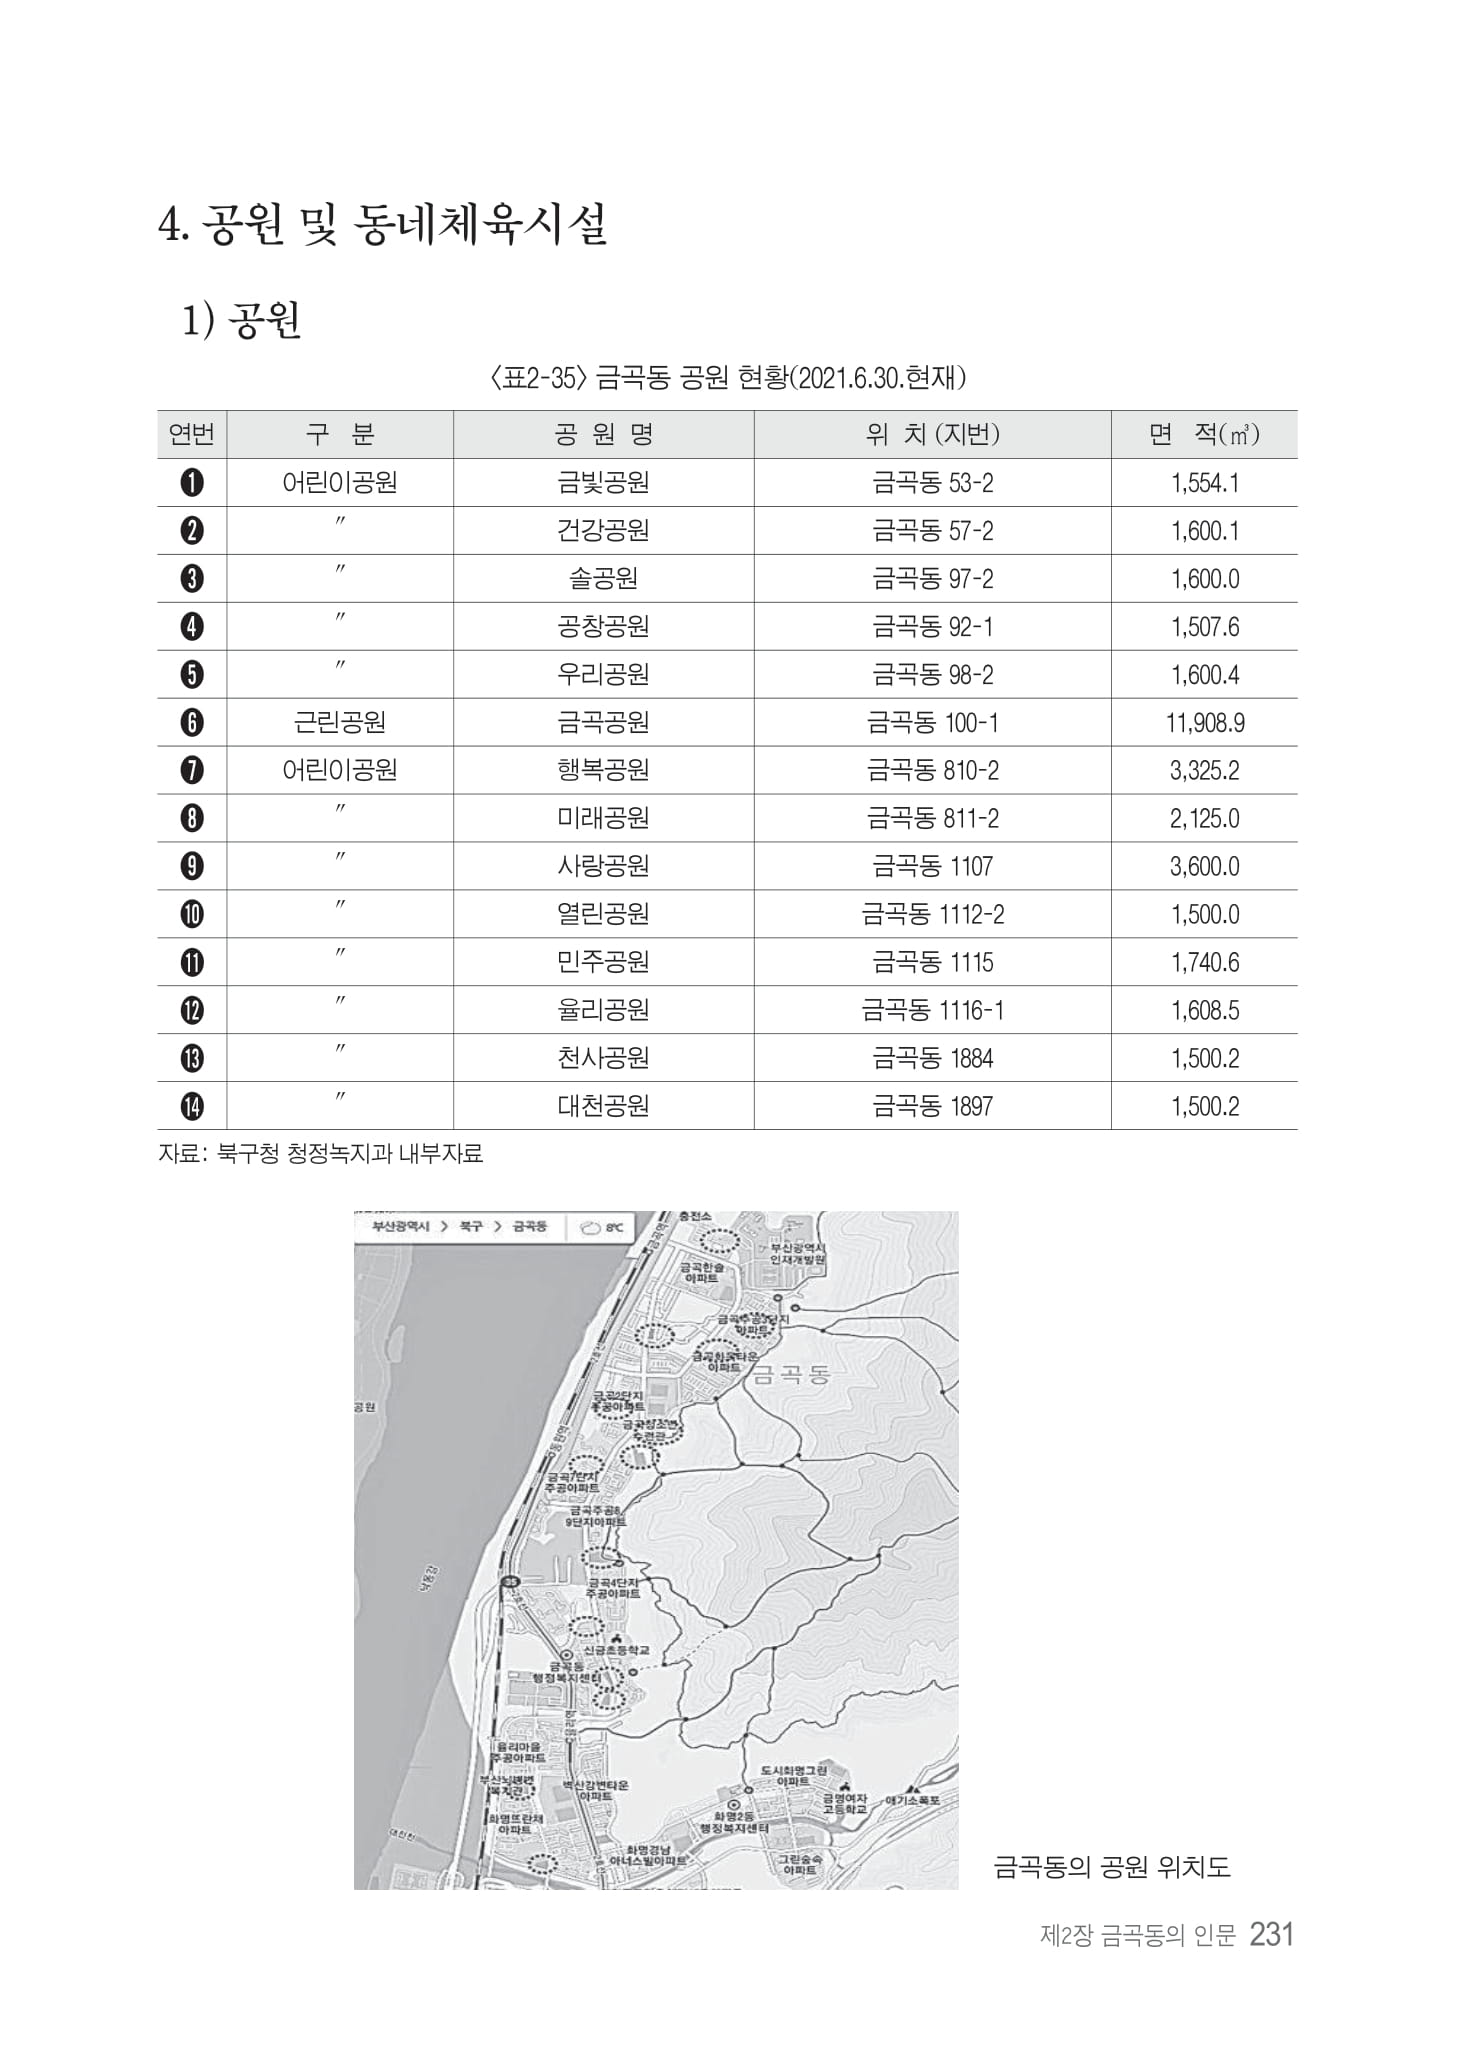 4. 공원 및 동네체육시설
1) 공원
〈표2-35〉 금곡동 공원 현황(2021.6.30.현재)
연번 구 분 공 원 명 위 치 (지번) 면 적(㎡)
❶ 어린이공원 금빛공원 금곡동 53-2 1,554.1
❷ 〃 건강공원 금곡동 57-2 1,600.1
❸ 〃 솔공원 금곡동 97-2 1,600.0
❹ 〃 공창공원 금곡동 92-1 1,507.6
❺ 〃 우리공원 금곡동 98-2 1,600.4
❻ 근린공원 금곡공원 금곡동 100-1 11,908.9
❼ 어린이공원 행복공원 금곡동 810-2 3,325.2
❽ 〃 미래공원 금곡동 811-2 2,125.0
❾ 〃 사랑공원 금곡동 1107 3,600.0
❿ 〃 열린공원 금곡동 1112-2 1,500.0
⓫ 〃 민주공원 금곡동 1115 1,740.6
⓬ 〃 율리공원 금곡동 1116-1 1,608.5
⓭ 〃 천사공원 금곡동 1884 1,500.2
⓮ 〃 대천공원 금곡동 1897 1,500.2
자료: 북구청 청정녹지과 내부자료
부산광역시 > 북구 > 금곡동 8℃
충전소
금곡역
부산광역시
인재개발원
금곡한솔
아파트
금곡주공3단지
아파트
2호선
금곡화목타운
아파트
금곡동
금곡2단지
주공아파트
공원
금곡청소년
수련관
동원역
금곡7단지
주공아파트
금곡주공8,
9단지아파트
낙동강
35
금곡4단지
주공아파트
2호선
신금초등학교
금곡동
행정복지센터
율리역
율리마을
주공아파트
도시화명그린
아파트
부산뇌병변
복지관
벽산강변타운
아파트
금명여자
고등학교
애기소폭포
화명2동
행정복지센터
화명뜨란채
아파트
대천천
화명경남
아너스빌아파트
2호선
그린숲속
아파트
금곡동의 공원 위치도
제2장 금곡동의 인문 231